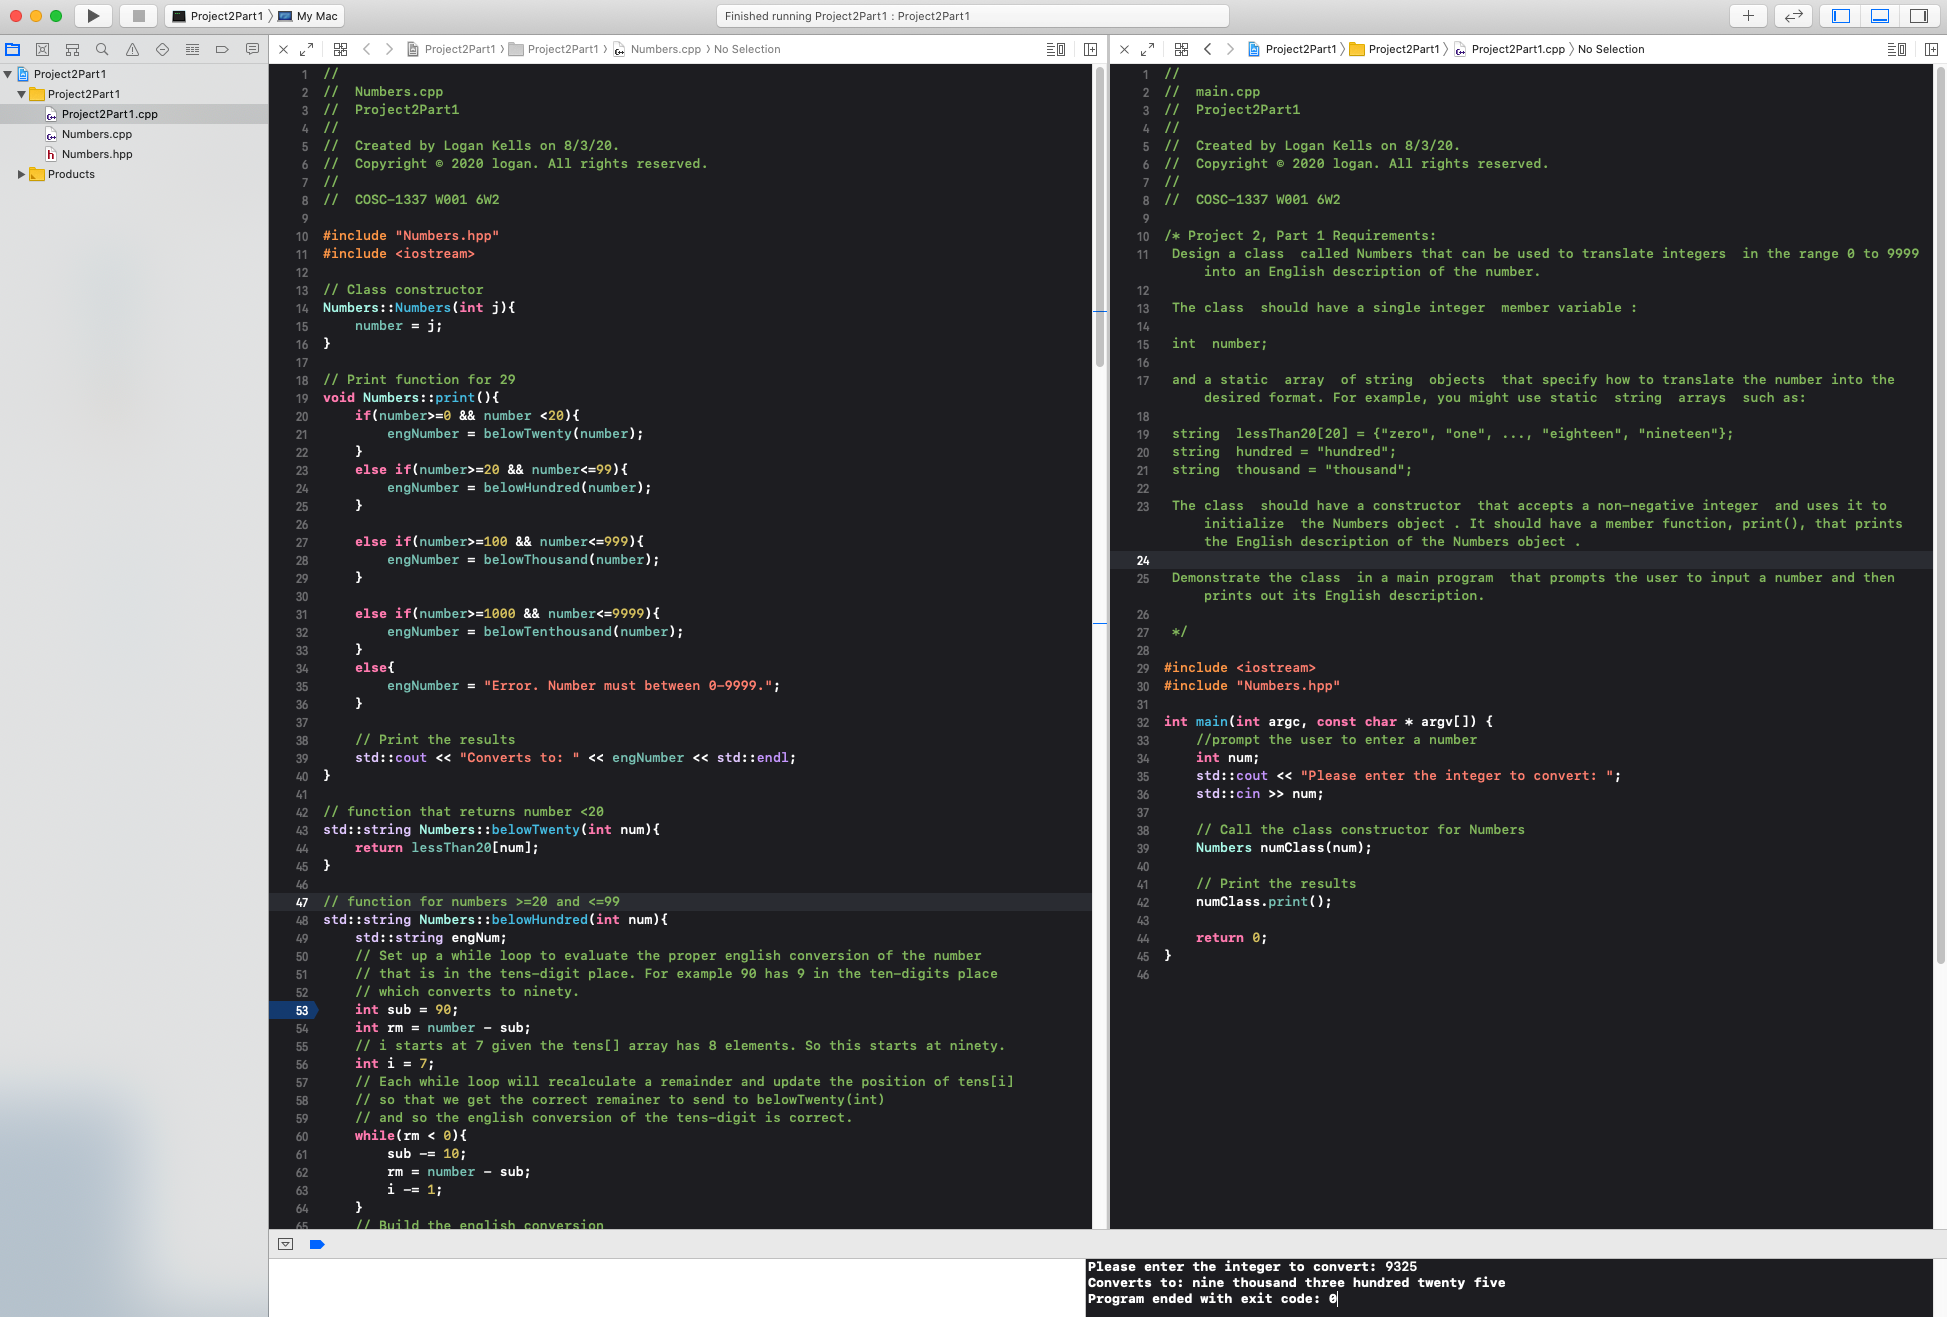 Project2Part1 〉 My Mac
Finished running Project2Part1 : Project2Part1
Project2Part1
Project2Part1
Project2Part1.cpp
Numbers.cpp
Numbers.hpp
Products
Project2Part1 〉 Project2Part1 〉 Numbers.cpp 〉 No Selection
1 //
2 //  Numbers.cpp
3 //  Project2Part1
4 //
5 //  Created by Logan Kells on 8/3/20.
6 //  Copyright © 2020 logan. All rights reserved.
7 //
8 //  COSC-1337 W001 6W2
9
10 #include "Numbers.hpp"
11 #include <iostream>
12
13 // Class constructor
14 Numbers::Numbers(int j){
15     number = j;
16 }
17
18 // Print function for 29
19 void Numbers::print(){
20     if(number>=0 && number <20){
21         engNumber = belowTwenty(number);
22     }
23     else if(number>=20 && number<=99){
24         engNumber = belowHundred(number);
25     }
26
27     else if(number>=100 && number<=999){
28         engNumber = belowThousand(number);
29     }
30
31     else if(number>=1000 && number<=9999){
32         engNumber = belowTenthousand(number);
33     }
34     else{
35         engNumber = "Error. Number must between 0-9999.";
36     }
37
38     // Print the results
39     std::cout << "Converts to: " << engNumber << std::endl;
40 }
41
42 // function that returns number <20
43 std::string Numbers::belowTwenty(int num){
44     return lessThan20[num];
45 }
46
47 // function for numbers >=20 and <=99
48 std::string Numbers::belowHundred(int num){
49     std::string engNum;
50     // Set up a while loop to evaluate the proper english conversion of the number
51     // that is in the tens-digit place. For example 90 has 9 in the ten-digits place
52     // which converts to ninety.
53     int sub = 90;
54     int rm = number - sub;
55     // i starts at 7 given the tens[] array has 8 elements. So this starts at ninety.
56     int i = 7;
57     // Each while loop will recalculate a remainder and update the position of tens[i]
58     // so that we get the correct remainer to send to belowTwenty(int)
59     // and so the english conversion of the tens-digit is correct.
60     while(rm < 0){
61         sub -= 10;
62         rm = number - sub;
63         i -= 1;
64     }
65     // Build the english conversion
Project2Part1 〉 Project2Part1 〉 Project2Part1.cpp 〉 No Selection
1 //
2 //  main.cpp
3 //  Project2Part1
4 //
5 //  Created by Logan Kells on 8/3/20.
6 //  Copyright © 2020 logan. All rights reserved.
7 //
8 //  COSC-1337 W001 6W2
9
10 /* Project 2, Part 1 Requirements:
11  Design a class  called Numbers that can be used to translate integers  in the range 0 to 9999
into an English description of the number.
12
13  The class  should have a single integer  member variable :
14
15  int  number;
16
17  and a static  array  of string  objects  that specify how to translate the number into the
desired format. For example, you might use static  string  arrays  such as:
18
19  string  lessThan20[20] = {"zero", "one", ..., "eighteen", "nineteen"};
20  string  hundred = "hundred";
21  string  thousand = "thousand";
22
23  The class  should have a constructor  that accepts a non-negative integer  and uses it to
initialize  the Numbers object . It should have a member function, print(), that prints
the English description of the Numbers object .
24
25  Demonstrate the class  in a main program  that prompts the user to input a number and then
prints out its English description.
26
27  */
28
29 #include <iostream>
30 #include "Numbers.hpp"
31
32 int main(int argc, const char * argv[]) {
33     //prompt the user to enter a number
34     int num;
35     std::cout << "Please enter the integer to convert: ";
36     std::cin >> num;
37
38     // Call the class constructor for Numbers
39     Numbers numClass(num);
40
41     // Print the results
42     numClass.print();
43
44     return 0;
45 }
46
Please enter the integer to convert: 9325
Converts to: nine thousand three hundred twenty five
Program ended with exit code: 0